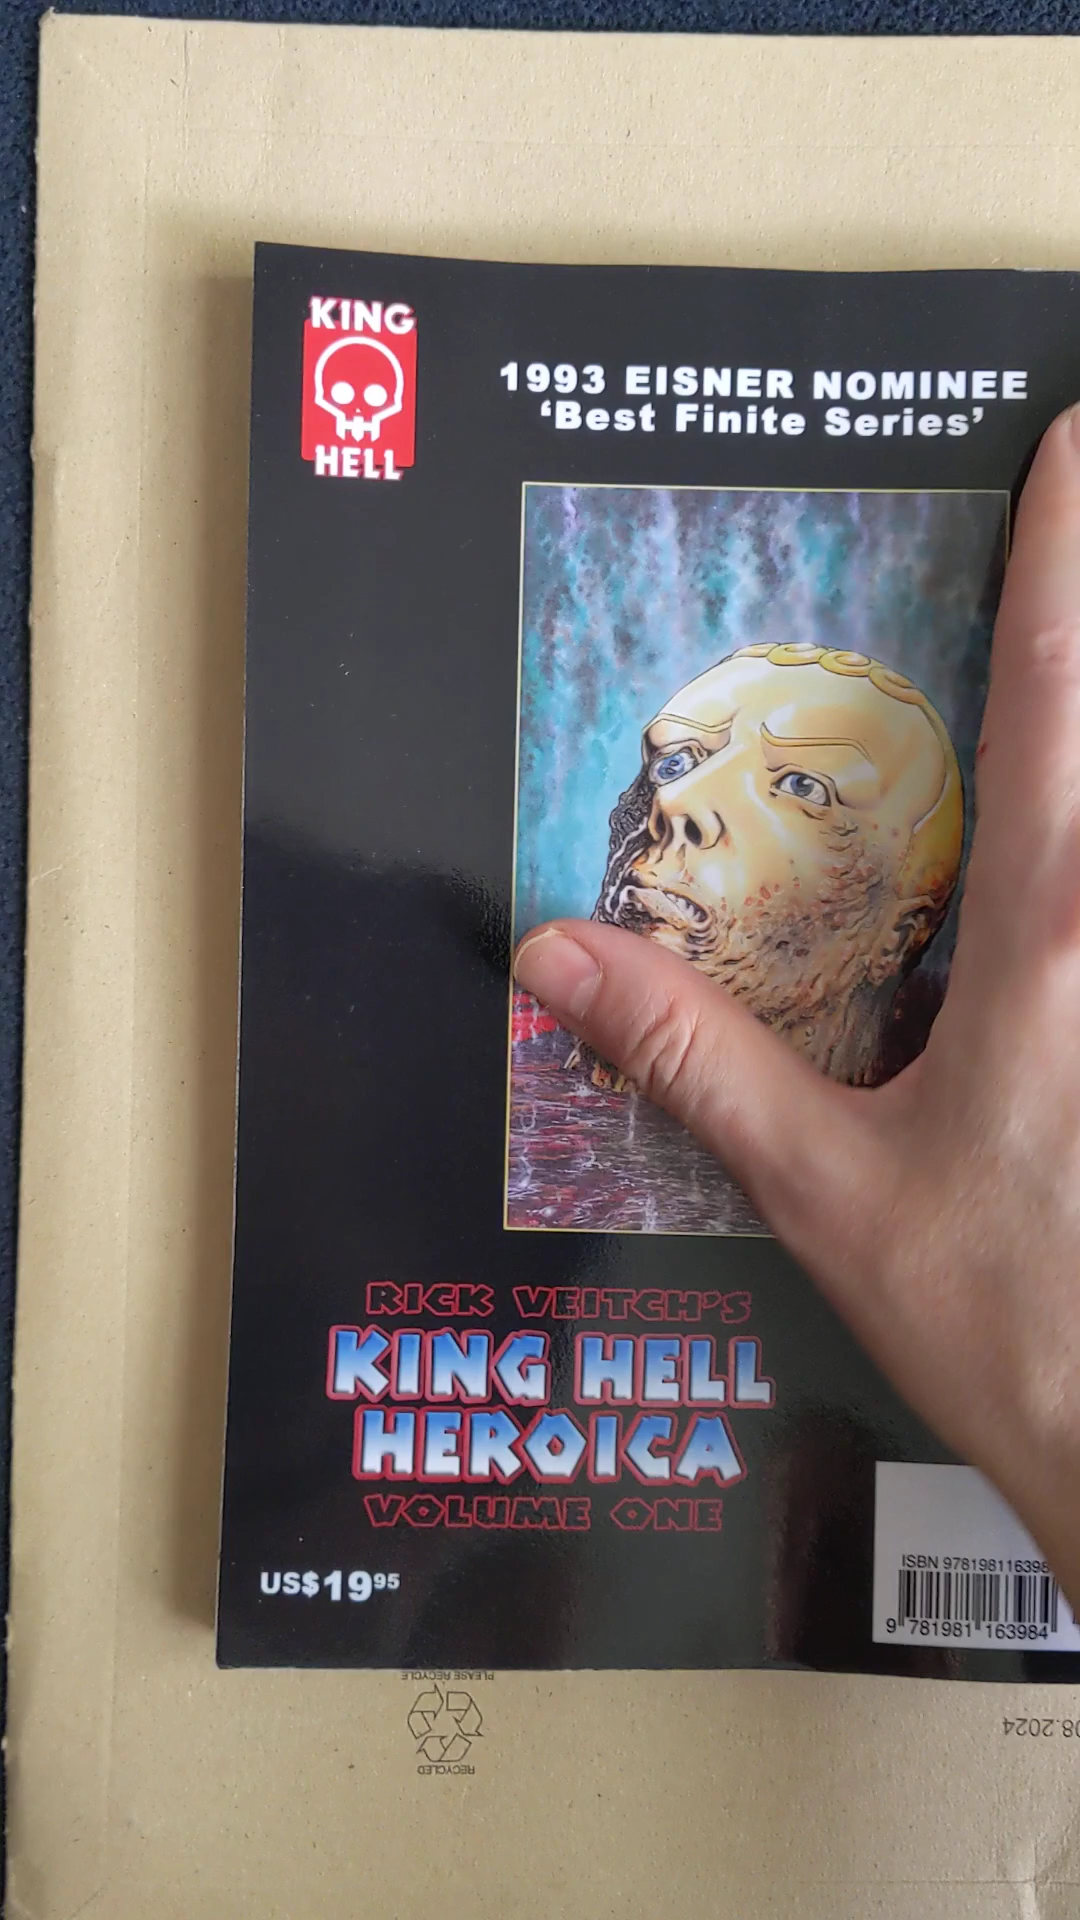 KING
HELL
1993 EISNER NOMINEE
‘Best Finite Series’
RICK VEITCH'S
KING HELL
HEROICA
VOLUME ONE
US$19⁹⁵
ISBN 978198116398
9 781981 163984
PLEASE RECYCLE
RECYCLED
08.2024